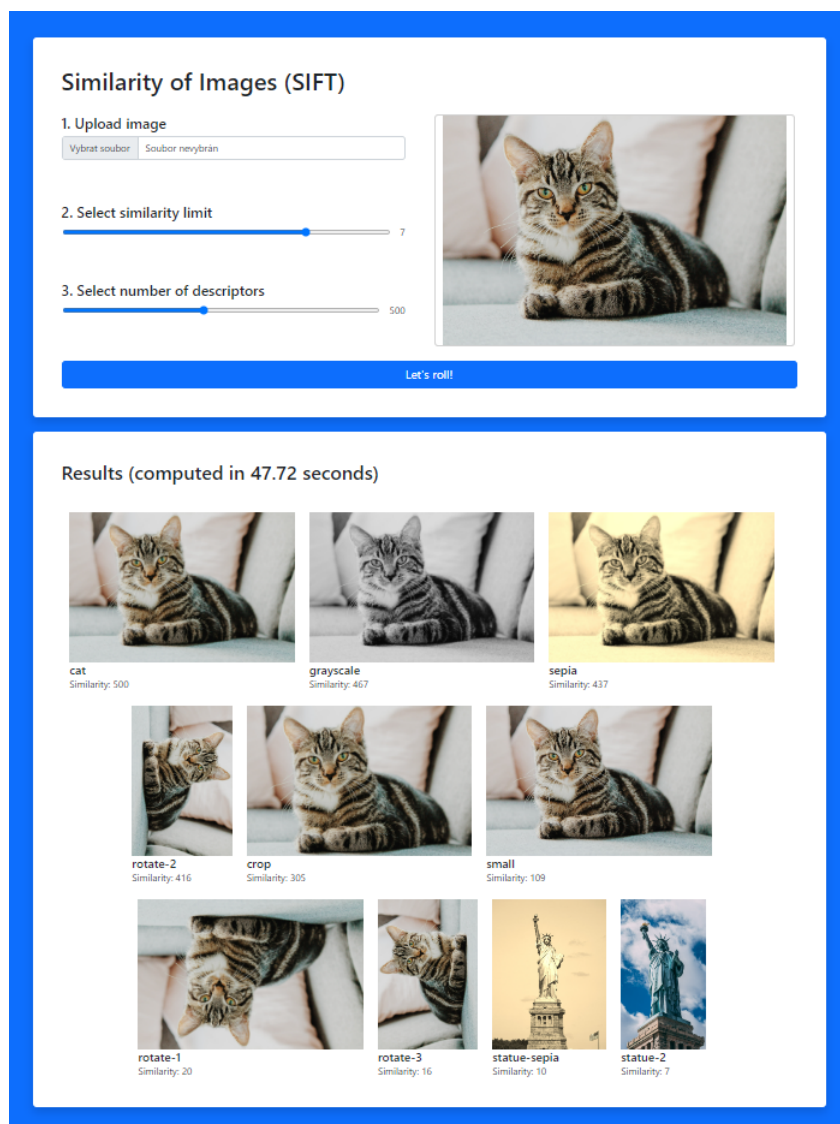 Similarity of Images (SIFT)
1. Upload image
Vybrat soubor Soubor nevybrán
2. Select similarity limit
7
3. Select number of descriptors
500
Let's roll!
Results (computed in 47.72 seconds)
cat grayscale sepia
Similarity: 500 Similarity: 467 Similarity: 437
rotate-2 crop small
Similarity: 416 Similarity: 305 Similarity: 109
rotate-1 rotate-3 statue-sepia statue-2
Similarity: 20 Similarity: 16 Similarity: 10 Similarity: 7